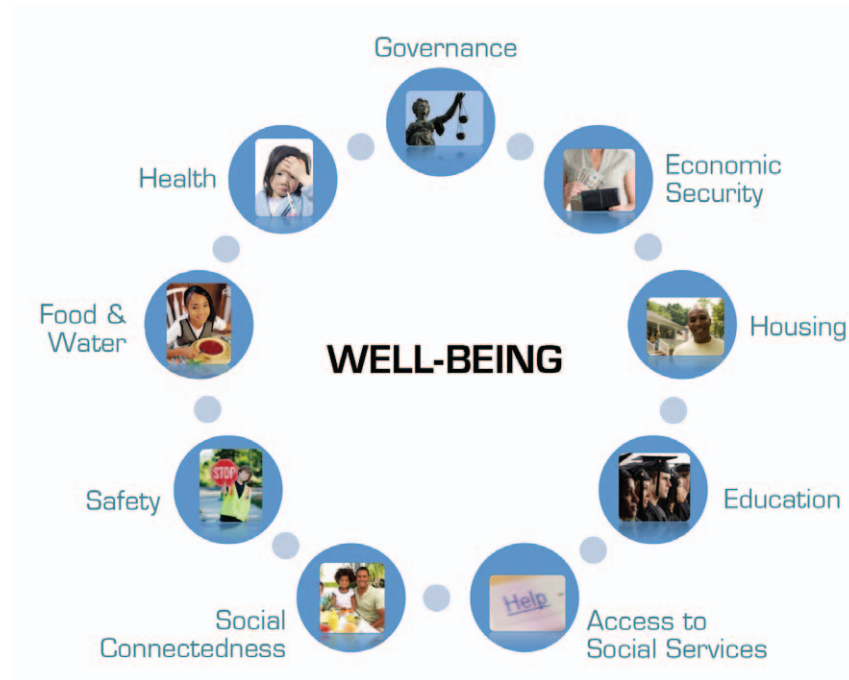 Governance
Economic
Security
Housing
Education
Access to
Social Services
Social
Connectedness
Safety
Food &
Water
Health
WELL-BEING
STOP
Help